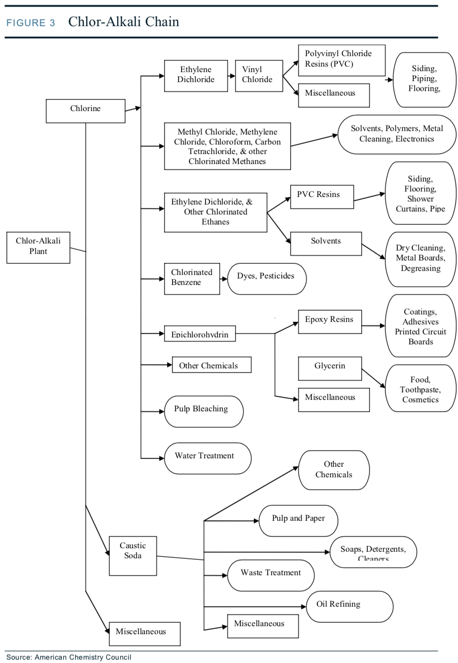 FIGURE 3 Chlor-Alkali Chain
Chlorine
Ethylene
Dichloride
Vinyl
Chloride
Polyvinyl Chloride
Resins (PVC)
Miscellaneous
Siding,
Piping,
Flooring,
Methyl Chloride, Methylene
Chloride, Chloroform, Carbon
Tetrachloride, & other
Chlorinated Methanes
Solvents, Polymers, Metal
Cleaning, Electronics
Chlor-Alkali
Plant
Ethylene Dichloride, &
Other Chlorinated
Ethanes
PVC Resins
Siding,
Flooring,
Shower
Curtains, Pipe
Solvents
Dry Cleaning,
Metal Boards,
Degreasing
Chlorinated
Benzene
Dyes, Pesticides
Epichlorohydrin
Epoxy Resins
Coatings,
Adhesives
Printed Circuit
Boards
Other Chemicals
Glycerin
Miscellaneous
Food,
Toothpaste,
Cosmetics
Pulp Bleaching
Water Treatment
Other
Chemicals
Pulp and Paper
Caustic
Soda
Soaps, Detergents,
Cleaners
Waste Treatment
Oil Refining
Miscellaneous
Miscellaneous
Source: American Chemistry Council